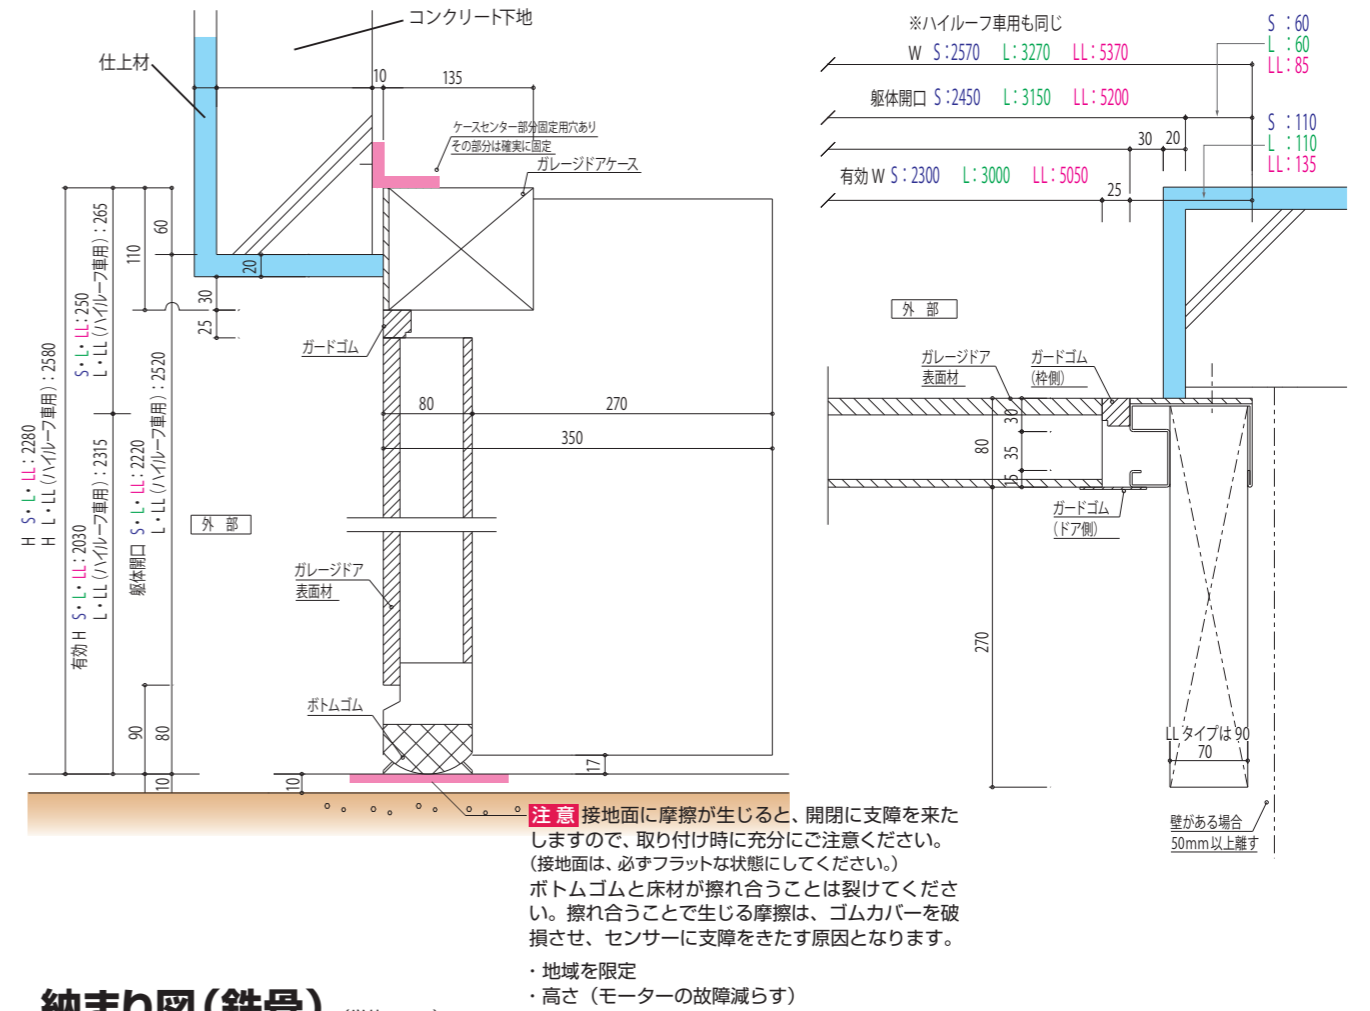 コンクリート下地
仕上材
10
135
ケースセンター部分固定用穴あり
その部分は確実に固定
ガレージドアケース
60
110
20
30
25
H S・L・LL：2280
H L・LL（ハイルーフ車用）：2580
S・L・LL：250
L・LL（ハイルーフ車用）：265
有効 H S・L・LL：2030
L・LL（ハイルーフ車用）：2315
躯体開口 S・L・LL：2220
L・LL（ハイルーフ車用）：2520
ガードゴム
80
270
350
外 部
ガレージドア
表面材
ボトムゴム
90
80
10
10
17
注 意 接地面に摩擦が生じると、開閉に支障を来た
しますので、取り付け時に充分にご注意ください。
（接地面は、必ずフラットな状態にしてください。）
ボトムゴムと床材が擦れ合うことは裂けてくださ
い。擦れ合うことで生じる摩擦は、ゴムカバーを破
損させ、センサーに支障をきたす原因となります。
・地域を限定
・高さ（モーターの故障減らす）
※ハイルーフ車用も同じ
W S：2570 L：3270 LL：5370
S ：60
L ：60
LL：85
躯体開口 S：2450 L：3150 LL：5200
S ：110
L ：110
LL：135
30
20
有効 W S：2300 L：3000 LL：5050
25
外 部
ガレージドア
表面材
ガードゴム
（枠側）
80
30
35
15
ガードゴム
（ドア側）
270
LL タイプは 90
70
壁がある場合
50mm以上離す
納まり図（鉄骨）